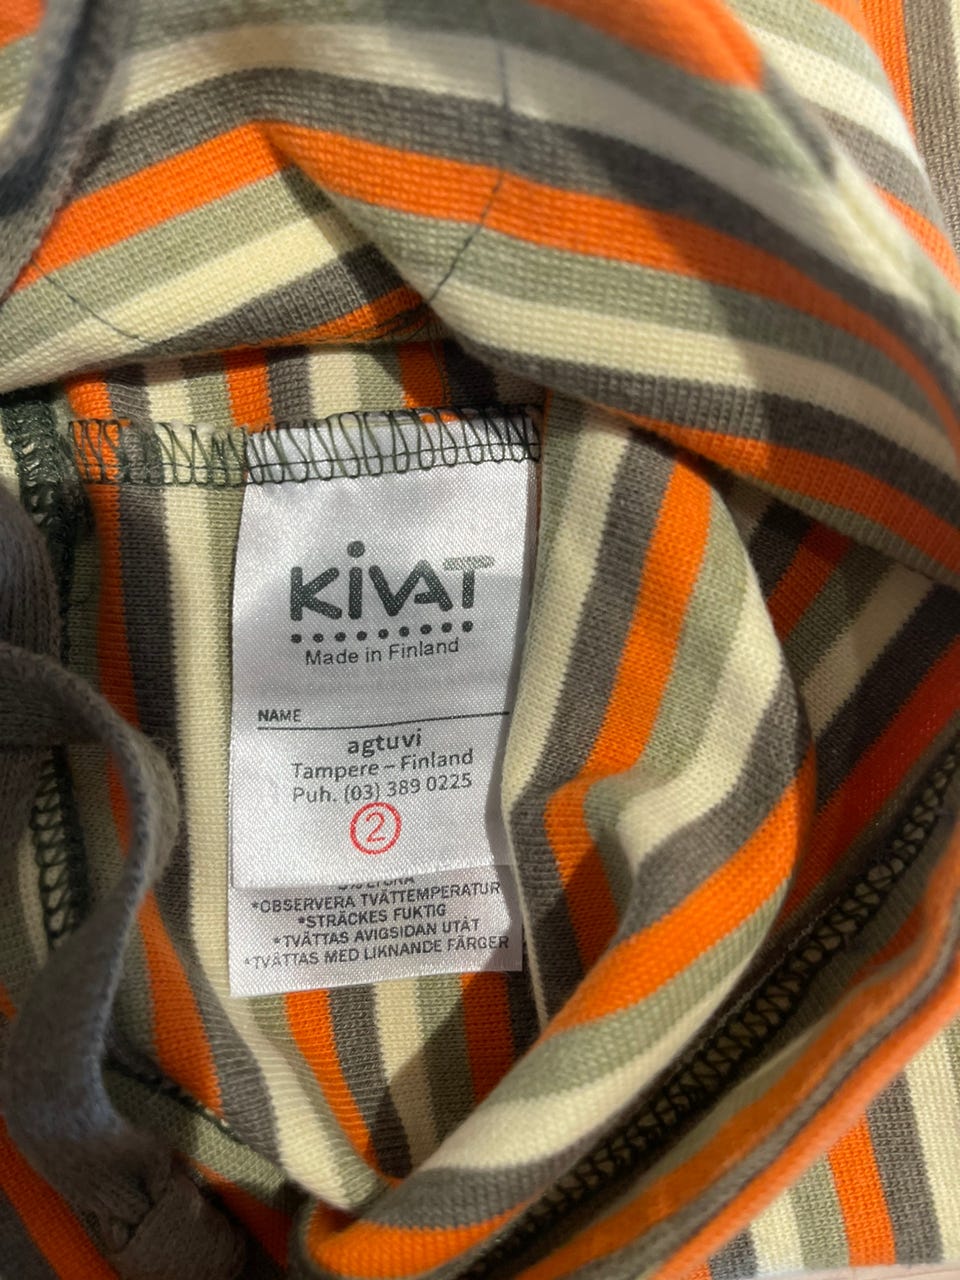 KiVAT
Made in Finland
NAME
agtuvi
Tampere – Finland
Puh. (03) 389 0225
2
*OBSERVERA TVÄTTEMPERATUR
*STRÄCKES FUKTIG
*TVÄTTAS AVIGSIDAN UTÅT
*TVÄTTAS MED LIKNANDE FÄRGER